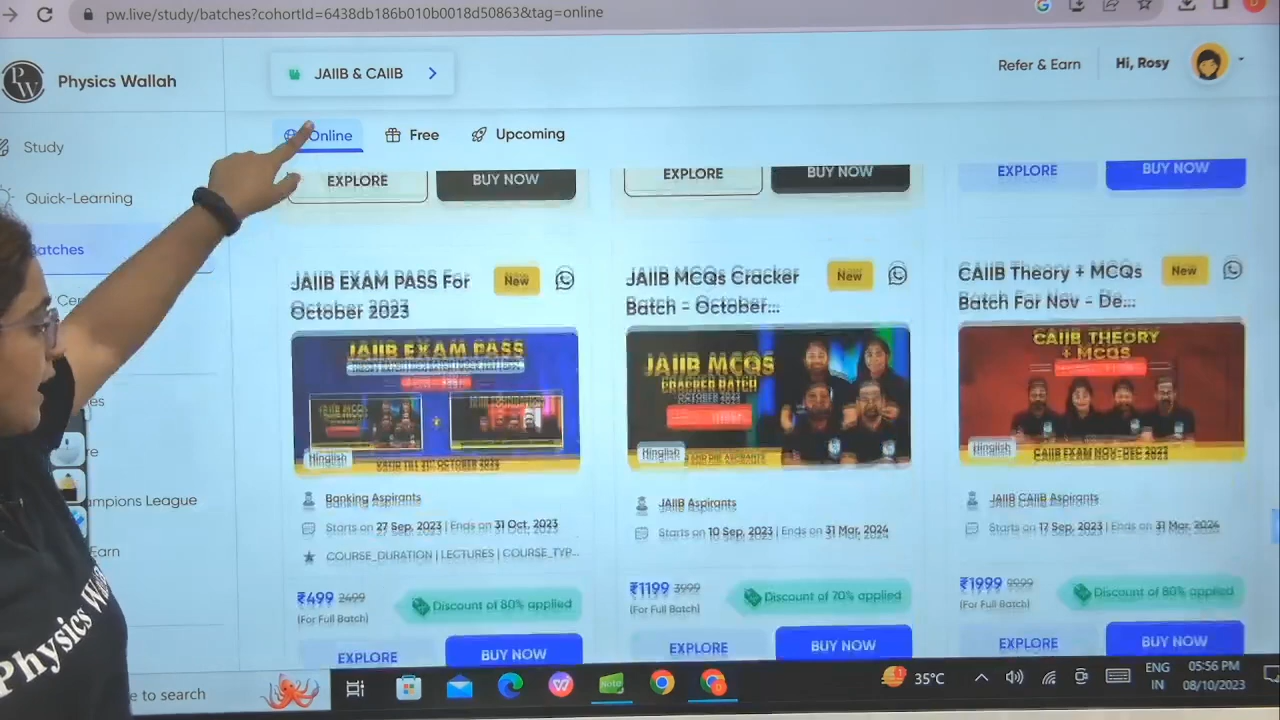 pw.live/study/batches?cohortId=6438db186b010b0018d50863&tag=online
PW
Physics Wallah
JAIIB & CAIIB
Refer & Earn
Hi, Rosy
Online
Free
Upcoming
Study
Quick-Learning
Batches
EXPLORE
BUY NOW
EXPLORE
BUY NOW
EXPLORE
BUY NOW
JAIIB EXAM PASS For
October 2023
New
JAIIB EXAM PASS
JAIIB MCQs
Hinglish
Banking Aspirants
Starts on 27 Sep, 2023 | Ends on 31 Oct, 2023
COURSE_DURATION | LECTURES | COURSE_TYP...
₹499 2499
(For Full Batch)
Discount of 80% applied
EXPLORE
BUY NOW
JAIIB MCQs Cracker
Batch - October...
New
JAIIB MCQS
CRACKER BATCH
OCTOBER 2023
Hinglish
JAIIB Aspirants
Starts on 10 Sep, 2023 | Ends on 31 Mar, 2024
₹1199 3999
(For Full Batch)
Discount of 70% applied
EXPLORE
BUY NOW
CAIIB Theory + MCQs
Batch For Nov - De...
New
CAIIB THEORY
+ MCQS
Hinglish
CAIIB EXAM NOV-DEC 2023
JAIIB CAIIB Aspirants
Starts on 17 Sep, 2023 | Ends on 31 Mar, 2024
₹1999 9999
(For Full Batch)
Discount of 80% applied
EXPLORE
BUY NOW
ampions League
Earn
Physics W
e to search
35°C
ENG
IN
05:56 PM
08/10/2023